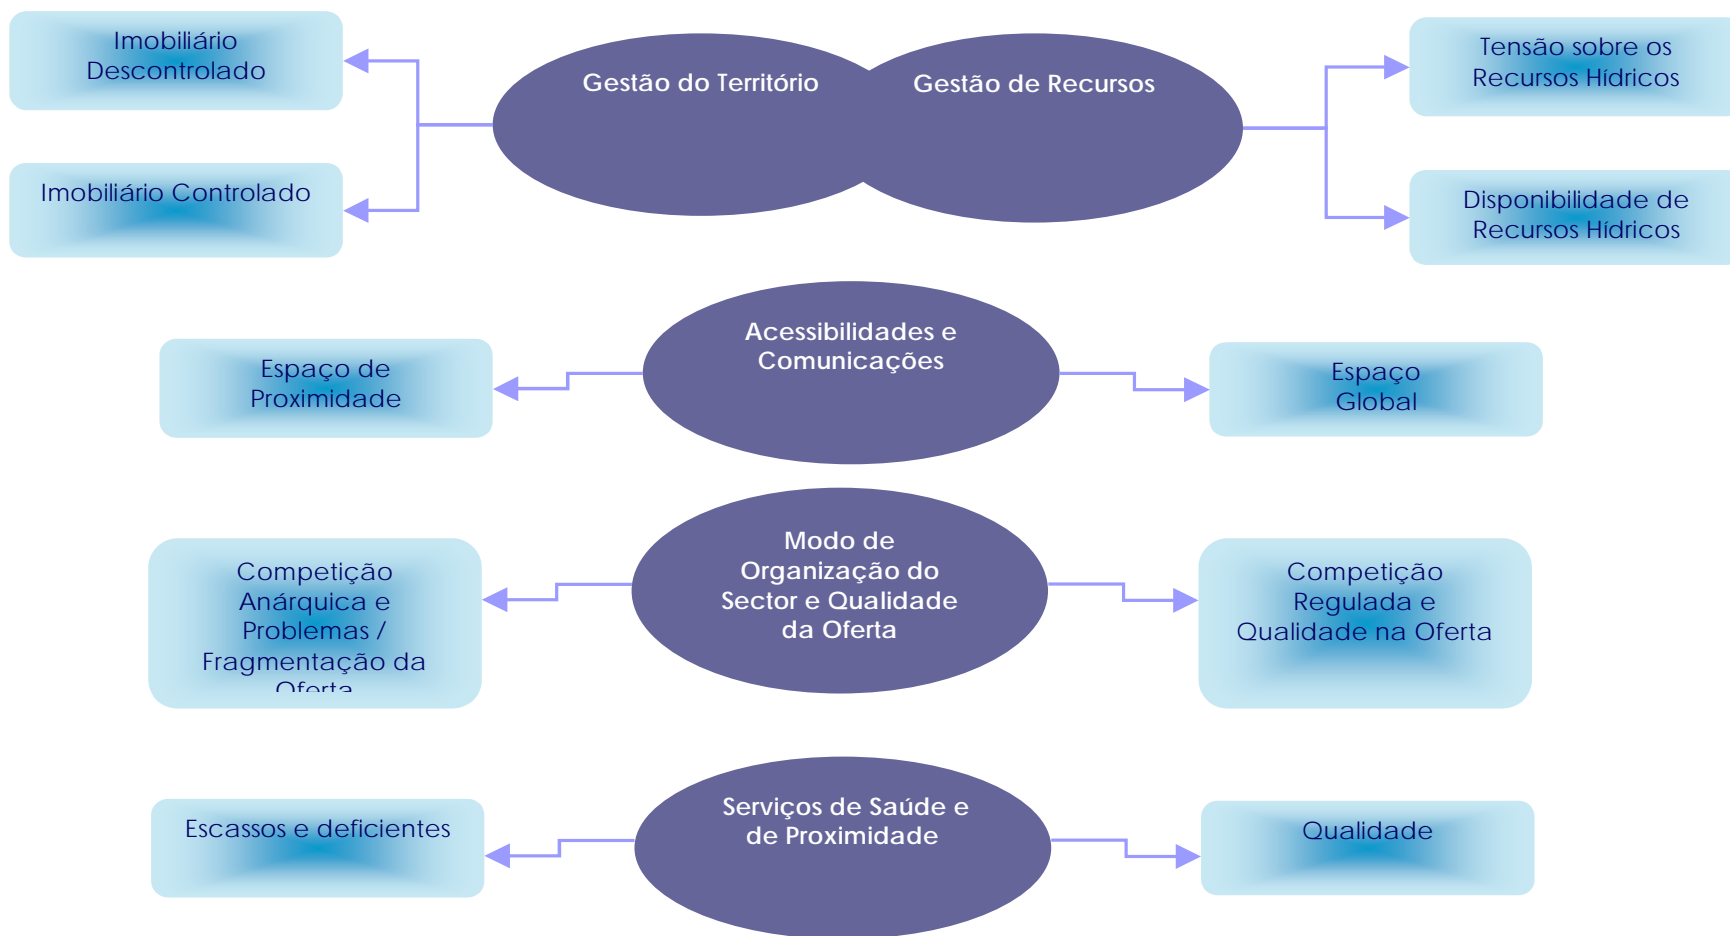 Imobiliário
Descontrolado
Gestão do Território
Gestão de Recursos
Tensão sobre os
Recursos Hídricos
Imobiliário Controlado
Disponibilidade de
Recursos Hídricos
Acessibilidades e
Comunicações
Espaço de
Proximidade
Espaço
Global
Modo de
Organização do
Sector e Qualidade
da Oferta
Competição
Anárquica e
Problemas /
Fragmentação da
Oferta
Competição
Regulada e
Qualidade na Oferta
Serviços de Saúde e
de Proximidade
Escassos e deficientes
Qualidade